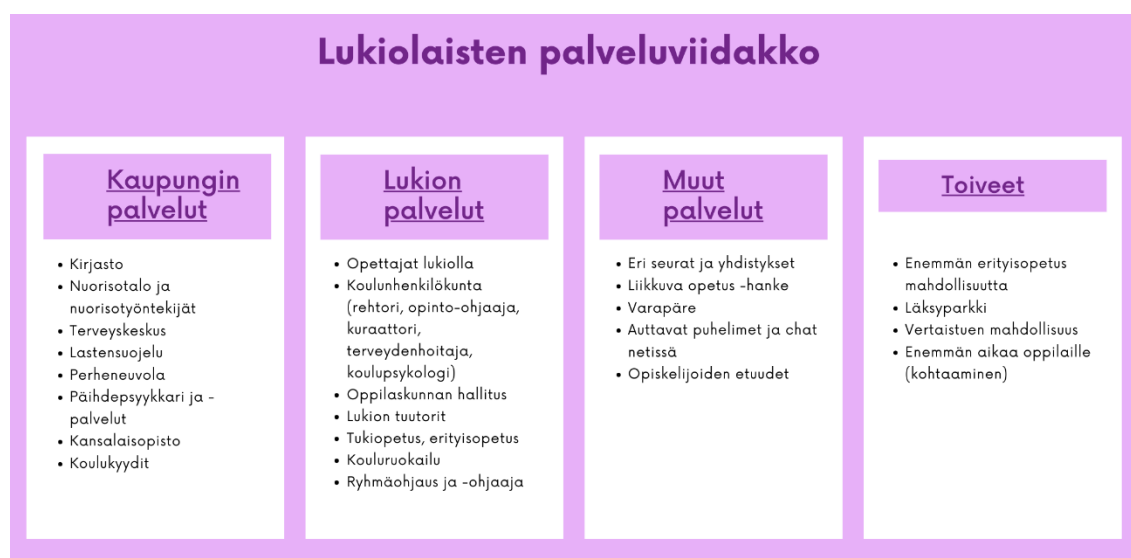 Lukiolaisten palveluviidakko
Kaupungin
palvelut
• Kirjasto
• Nuorisotalo ja
nuorisotyöntekijät
• Terveyskeskus
• Lastensuojelu
• Perheneuvola
• Päihdepsyykkari ja -
palvelut
• Kansalaisopisto
• Koulukyydit
Lukion
palvelut
• Opettajat lukiolla
• Koulunhenkilökunta
(rehtori, opinto-ohjaaja,
kuraattori,
terveydenhoitaja,
koulupsykologi)
• Oppilaskunnan hallitus
• Lukion tuutorit
• Tukiopetus, erityisopetus
• Kouluruokailu
• Ryhmäohjaus ja -ohjaaja
Muut
palvelut
• Eri seurat ja yhdistykset
• Liikkuva opetus -hanke
• Varapäre
• Auttavat puhelimet ja chat
netissä
• Opiskelijoiden etuudet
Toiveet
• Enemmän erityisopetus
mahdollisuutta
• Läksyparkki
• Vertaistuen mahdollisuus
• Enemmän aikaa oppilaille
(kohtaaminen)